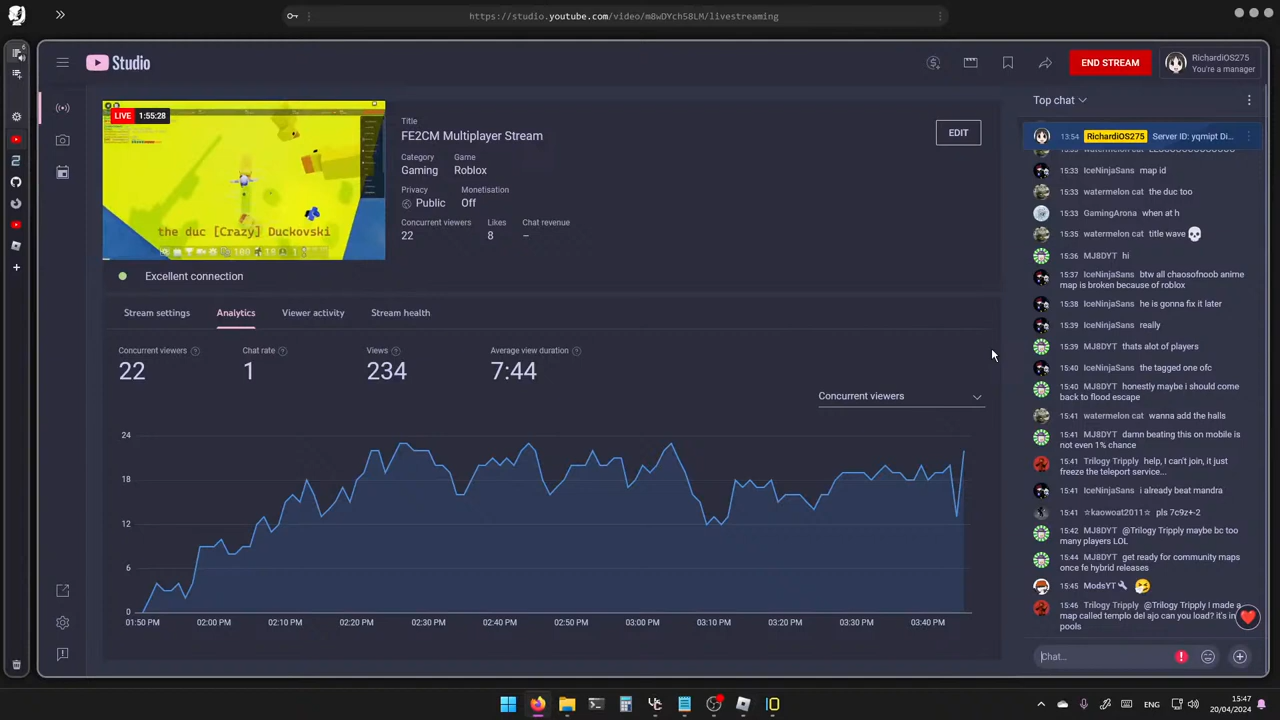 https://studio.youtube.com/video/m8wDYch58LM/livestreaming
Studio
END STREAM
RichardiOS275
You're a manager
LIVE 1:55:28
the duc [Crazy] Duckovski
Title
FE2CM Multiplayer Stream
EDIT
Category Game
Gaming Roblox
Privacy Monetisation
Public Off
Concurrent viewers Likes Chat revenue
22 8 –
Excellent connection
Stream settings Analytics Viewer activity Stream health
Concurrent viewers Chat rate Views Average view duration
22 1 234 7:44
Concurrent viewers
24
18
12
6
0
01:50 PM 02:00 PM 02:10 PM 02:20 PM 02:30 PM 02:40 PM 02:50 PM 03:00 PM 03:10 PM 03:20 PM 03:30 PM 03:40 PM
Top chat
13:54 RichardiOS275 Server ID: yqmipt Di...
15:33 IceNinjaSans map id
15:33 watermelon cat the duc too
15:33 GamingArona when at h
15:35 watermelon cat title wave
15:36 MJ8DYT hi
15:37 IceNinjaSans btw all chaosofnoob anime
map is broken because of roblox
15:38 IceNinjaSans he is gonna fix it later
15:39 IceNinjaSans really
15:39 MJ8DYT thats alot of players
15:40 IceNinjaSans the tagged one ofc
15:40 MJ8DYT honestly maybe i should come
back to flood escape
15:41 watermelon cat wanna add the halls
15:41 MJ8DYT damn beating this on mobile is
not even 1% chance
15:41 Trilogy Tripply help, I can't join, it just
freeze the teleport service...
15:41 IceNinjaSans i already beat mandra
15:41 ☆kaowoat2011☆ pls 7c9z+-2
15:42 MJ8DYT @Trilogy Tripply maybe bc too
many players LOL
15:44 MJ8DYT get ready for community maps
once fe hybrid releases
15:45 ModsYT
15:46 Trilogy Tripply @Trilogy Tripply I made a
map called templo del ajo can you load? it's in
pools
Chat...
ENG
15:47
20/04/2024